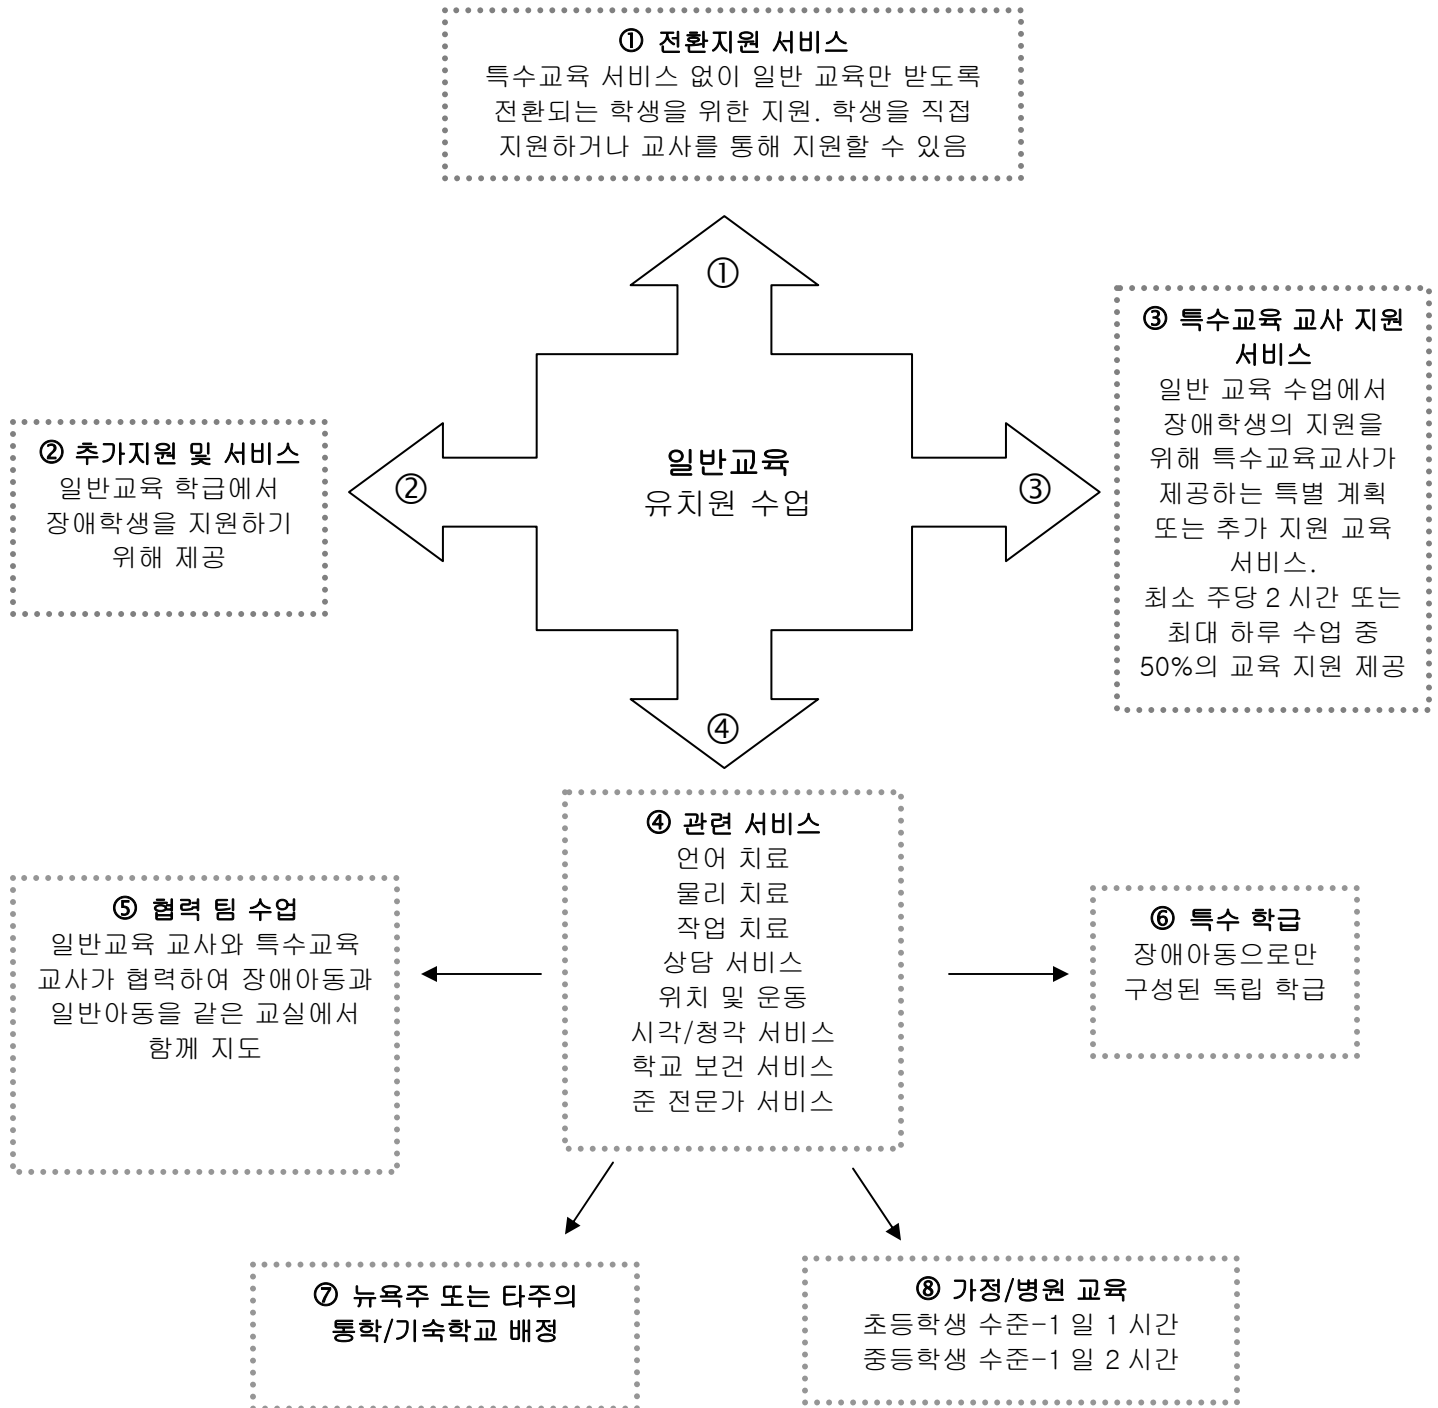 ① 전환지원 서비스
특수교육 서비스 없이 일반 교육만 받도록
전환되는 학생을 위한 지원. 학생을 직접
지원하거나 교사를 통해 지원할 수 있음
①
② 추가지원 및 서비스
일반교육 학급에서
장애학생을 지원하기
위해 제공
②
일반교육
유치원 수업
③
③ 특수교육 교사 지원
서비스
일반 교육 수업에서
장애학생의 지원을
위해 특수교육교사가
제공하는 특별 계획
또는 추가 지원 교육
서비스.
최소 주당 2 시간 또는
최대 하루 수업 중
50%의 교육 지원 제공
④
④ 관련 서비스
언어 치료
물리 치료
작업 치료
상담 서비스
위치 및 운동
시각/청각 서비스
학교 보건 서비스
준 전문가 서비스
⑤ 협력 팀 수업
일반교육 교사와 특수교육
교사가 협력하여 장애아동과
일반아동을 같은 교실에서
함께 지도
⑥ 특수 학급
장애아동으로만
구성된 독립 학급
⑦ 뉴욕주 또는 타주의
통학/기숙학교 배정
⑧ 가정/병원 교육
초등학생 수준-1 일 1 시간
중등학생 수준-1 일 2 시간